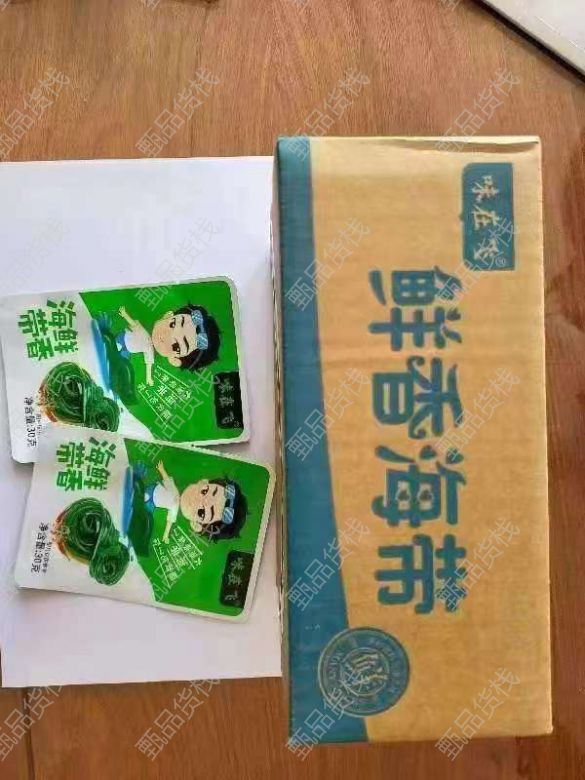 味在飞®
鲜香海带
鲜
鲜香
海带
味在飞
净含量:30克
鲜香
海带
味在飞
净含量:30克
甄品货栈